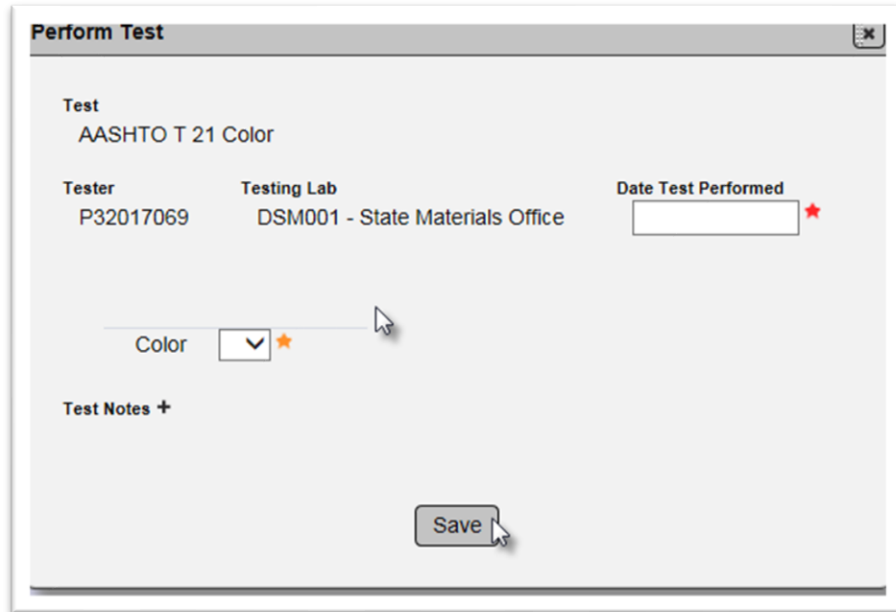 Perform Test
Test
AASHTO T 21 Color
Tester Testing Lab Date Test Performed
P32017069 DSM001 - State Materials Office
Color
Test Notes +
Save